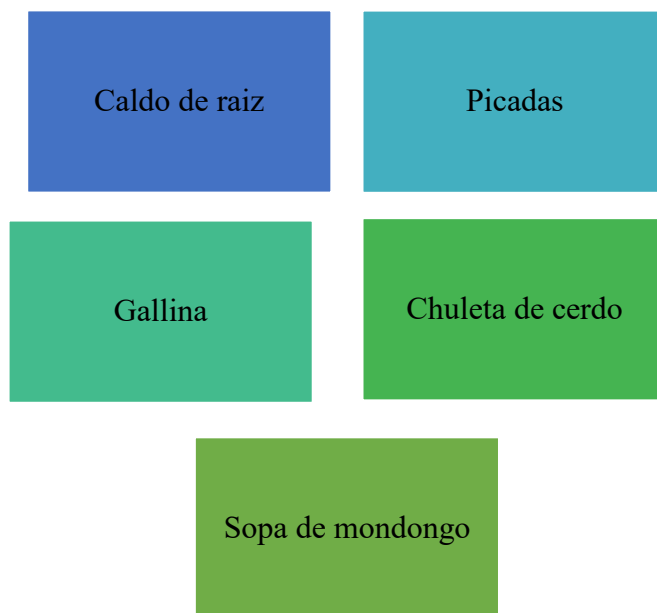 Caldo de raiz
Picadas
Gallina
Chuleta de cerdo
Sopa de mondongo